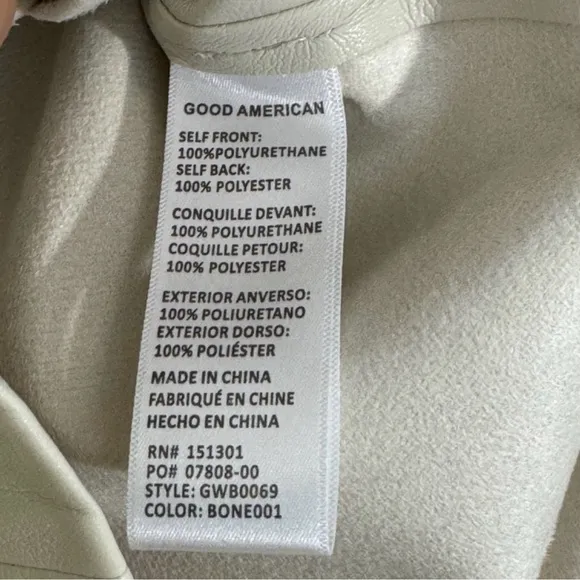 GOOD AMERICAN
SELF FRONT:
100%POLYURETHANE
SELF BACK:
100% POLYESTER
CONQUILLE DEVANT:
100% POLYURETHANE
COQUILLE PETOUR:
100% POLYESTER
EXTERIOR ANVERSO:
100% POLIURETANO
EXTERIOR DORSO:
100% POLIÉSTER
MADE IN CHINA
FABRIQUÉ EN CHINE
HECHO EN CHINA
RN# 151301
PO# 07808-00
STYLE: GWB0069
COLOR: BONE001